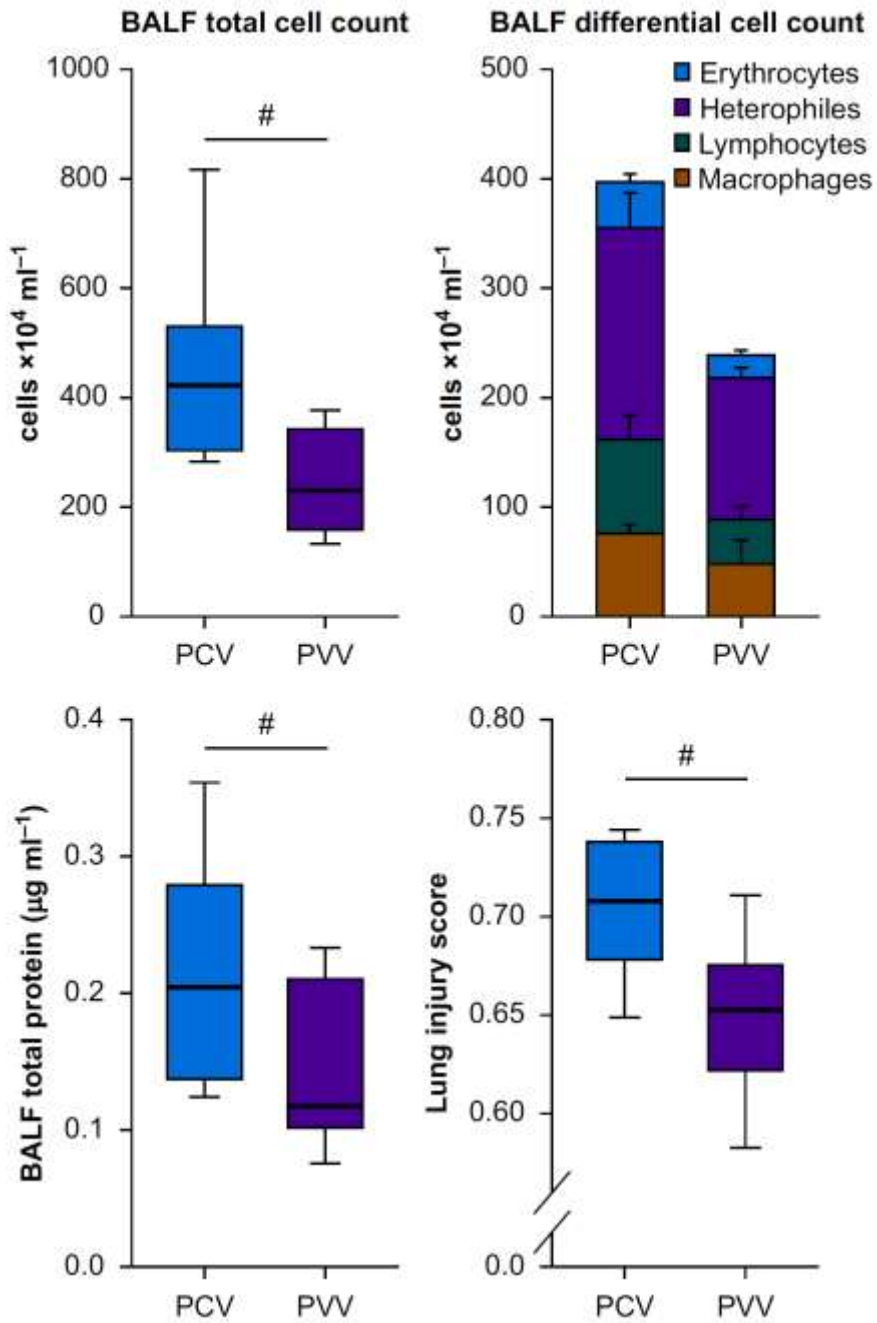 BALF total cell count
1000
800
600
400
200
0
cells ×10⁴ ml⁻¹
#
PCV
PVV
BALF differential cell count
500
400
300
200
100
0
cells ×10⁴ ml⁻¹
Erythrocytes
Heterophiles
Lymphocytes
Macrophages
PCV
PVV
0.4
0.3
0.2
0.1
0.0
BALF total protein (µg ml⁻¹)
#
PCV
PVV
0.80
0.75
0.70
0.65
0.60
0.0
Lung injury score
#
PCV
PVV